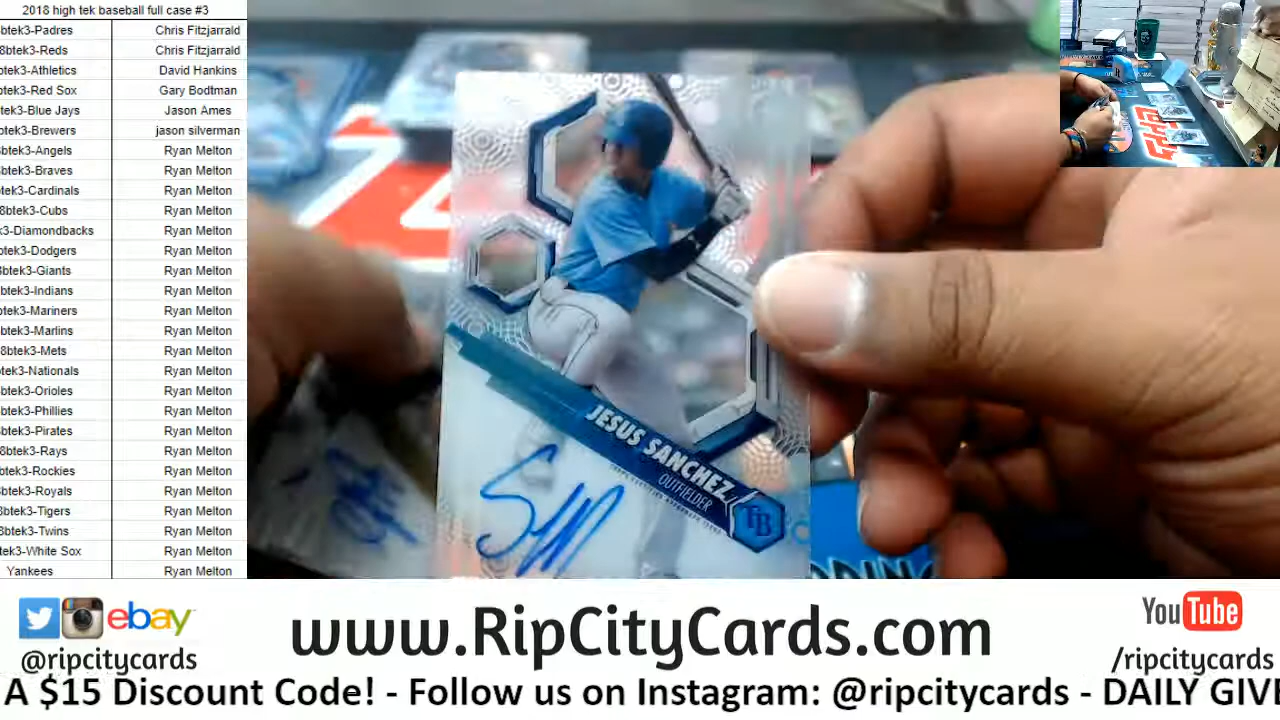 2018 high tek baseball full case #3
btek3-Padres Chris Fitzjarrald
8btek3-Reds Chris Fitzjarrald
btek3-Athletics David Hankins
btek3-Red Sox Gary Bodtman
tek3-Blue Jays Jason Ames
btek3-Brewers jason silverman
btek3-Angels Ryan Melton
btek3-Braves Ryan Melton
tek3-Cardinals Ryan Melton
8btek3-Cubs Ryan Melton
k3-Diamondbacks Ryan Melton
btek3-Dodgers Ryan Melton
8btek3-Giants Ryan Melton
btek3-Indians Ryan Melton
btek3-Mariners Ryan Melton
btek3-Marlins Ryan Melton
8btek3-Mets Ryan Melton
tek3-Nationals Ryan Melton
btek3-Orioles Ryan Melton
btek3-Phillies Ryan Melton
btek3-Pirates Ryan Melton
8btek3-Rays Ryan Melton
btek3-Rockies Ryan Melton
btek3-Royals Ryan Melton
8btek3-Tigers Ryan Melton
8btek3-Twins Ryan Melton
tek3-White Sox Ryan Melton
Yankees Ryan Melton
JESUS SANCHEZ
OUTFIELDER
TB
ebay
@ripcitycards
www.RipCityCards.com
YouTube
/ripcitycards
A $15 Discount Code! - Follow us on Instagram: @ripcitycards - DAILY GIVE